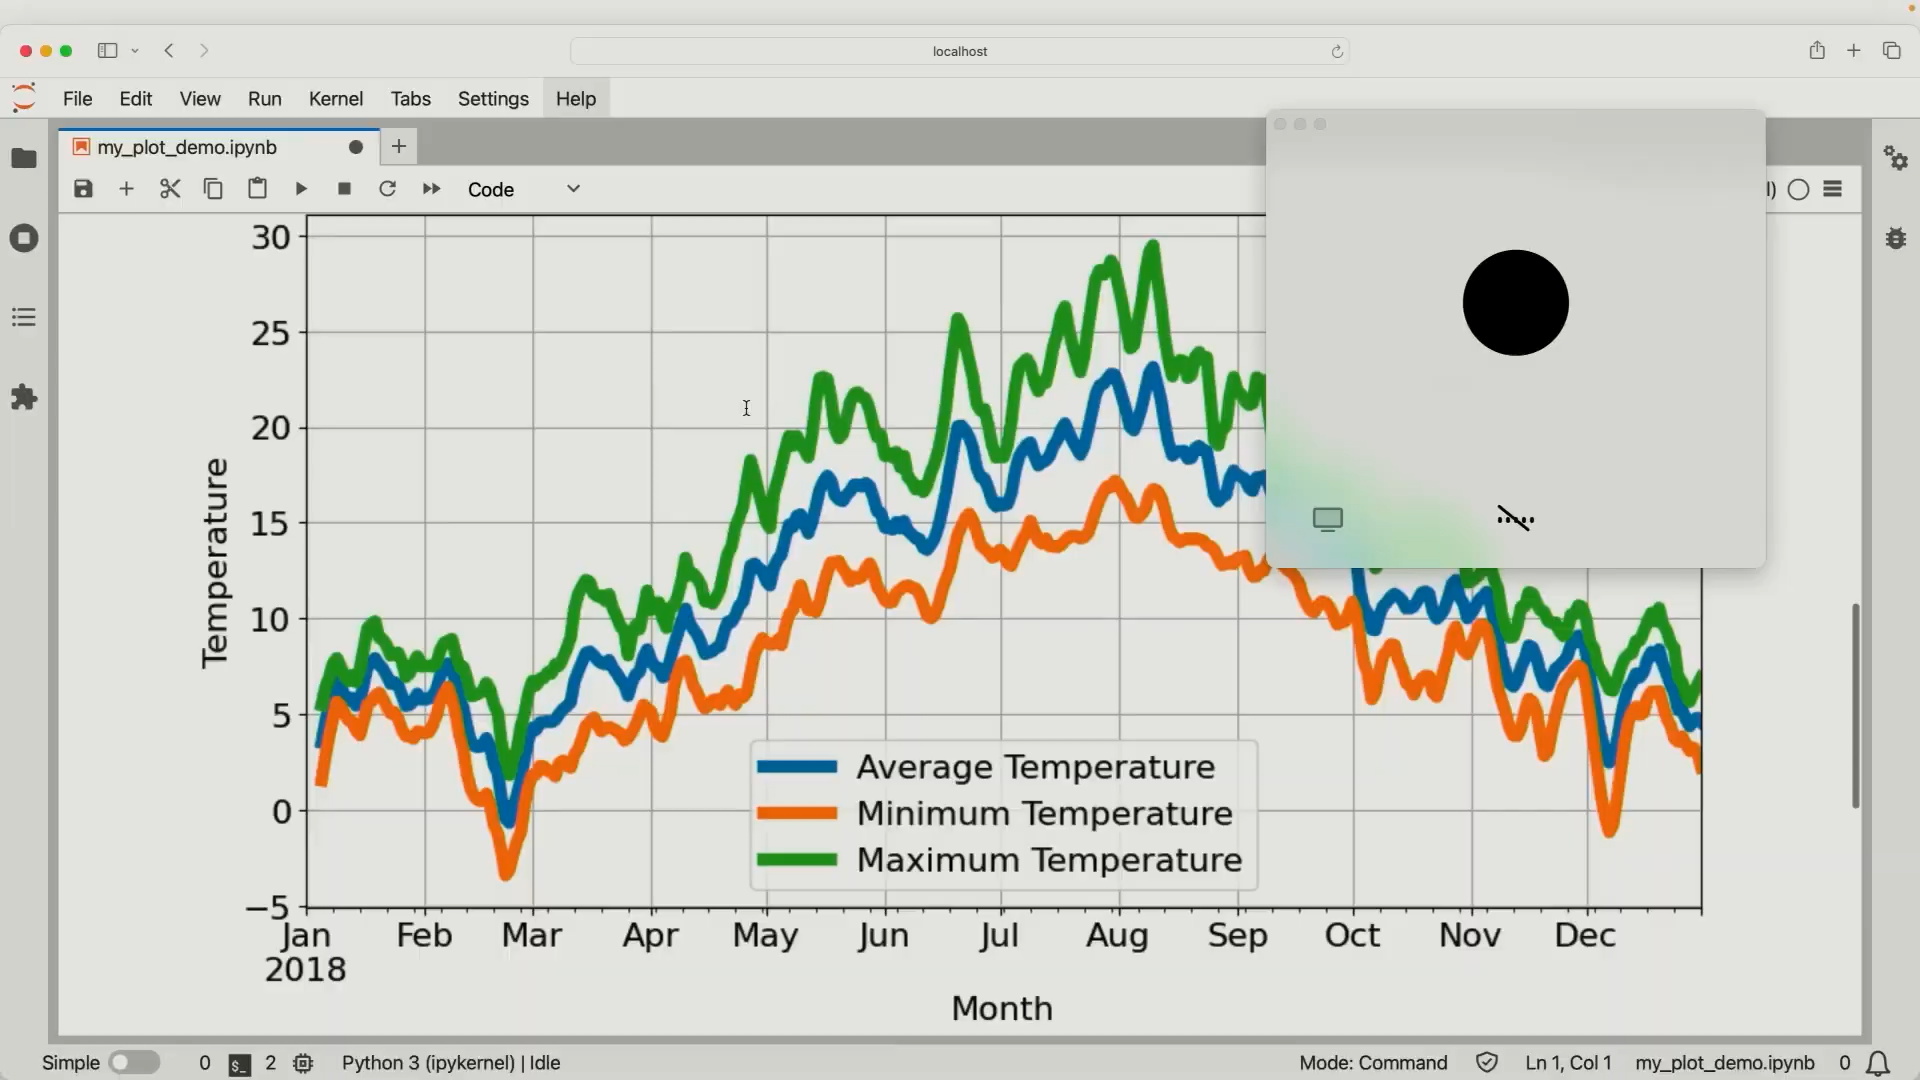 localhost
File Edit View Run Kernel Tabs Settings Help
my_plot_demo.ipynb
Code
30
25
20
15
10
5
0
−5
Temperature
Average Temperature
Minimum Temperature
Maximum Temperature
Jan Feb Mar Apr May Jun Jul Aug Sep Oct Nov Dec
2018
Month
Simple 0 $_ 2 Python 3 (ipykernel) | Idle Mode: Command Ln 1, Col 1 my_plot_demo.ipynb 0